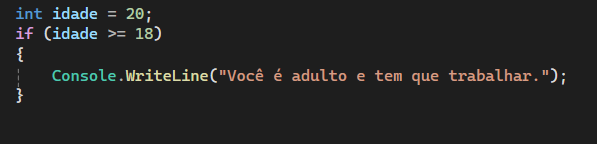 int idade = 20;
if (idade >= 18)
{
    Console.WriteLine("Você é adulto e tem que trabalhar.");
}